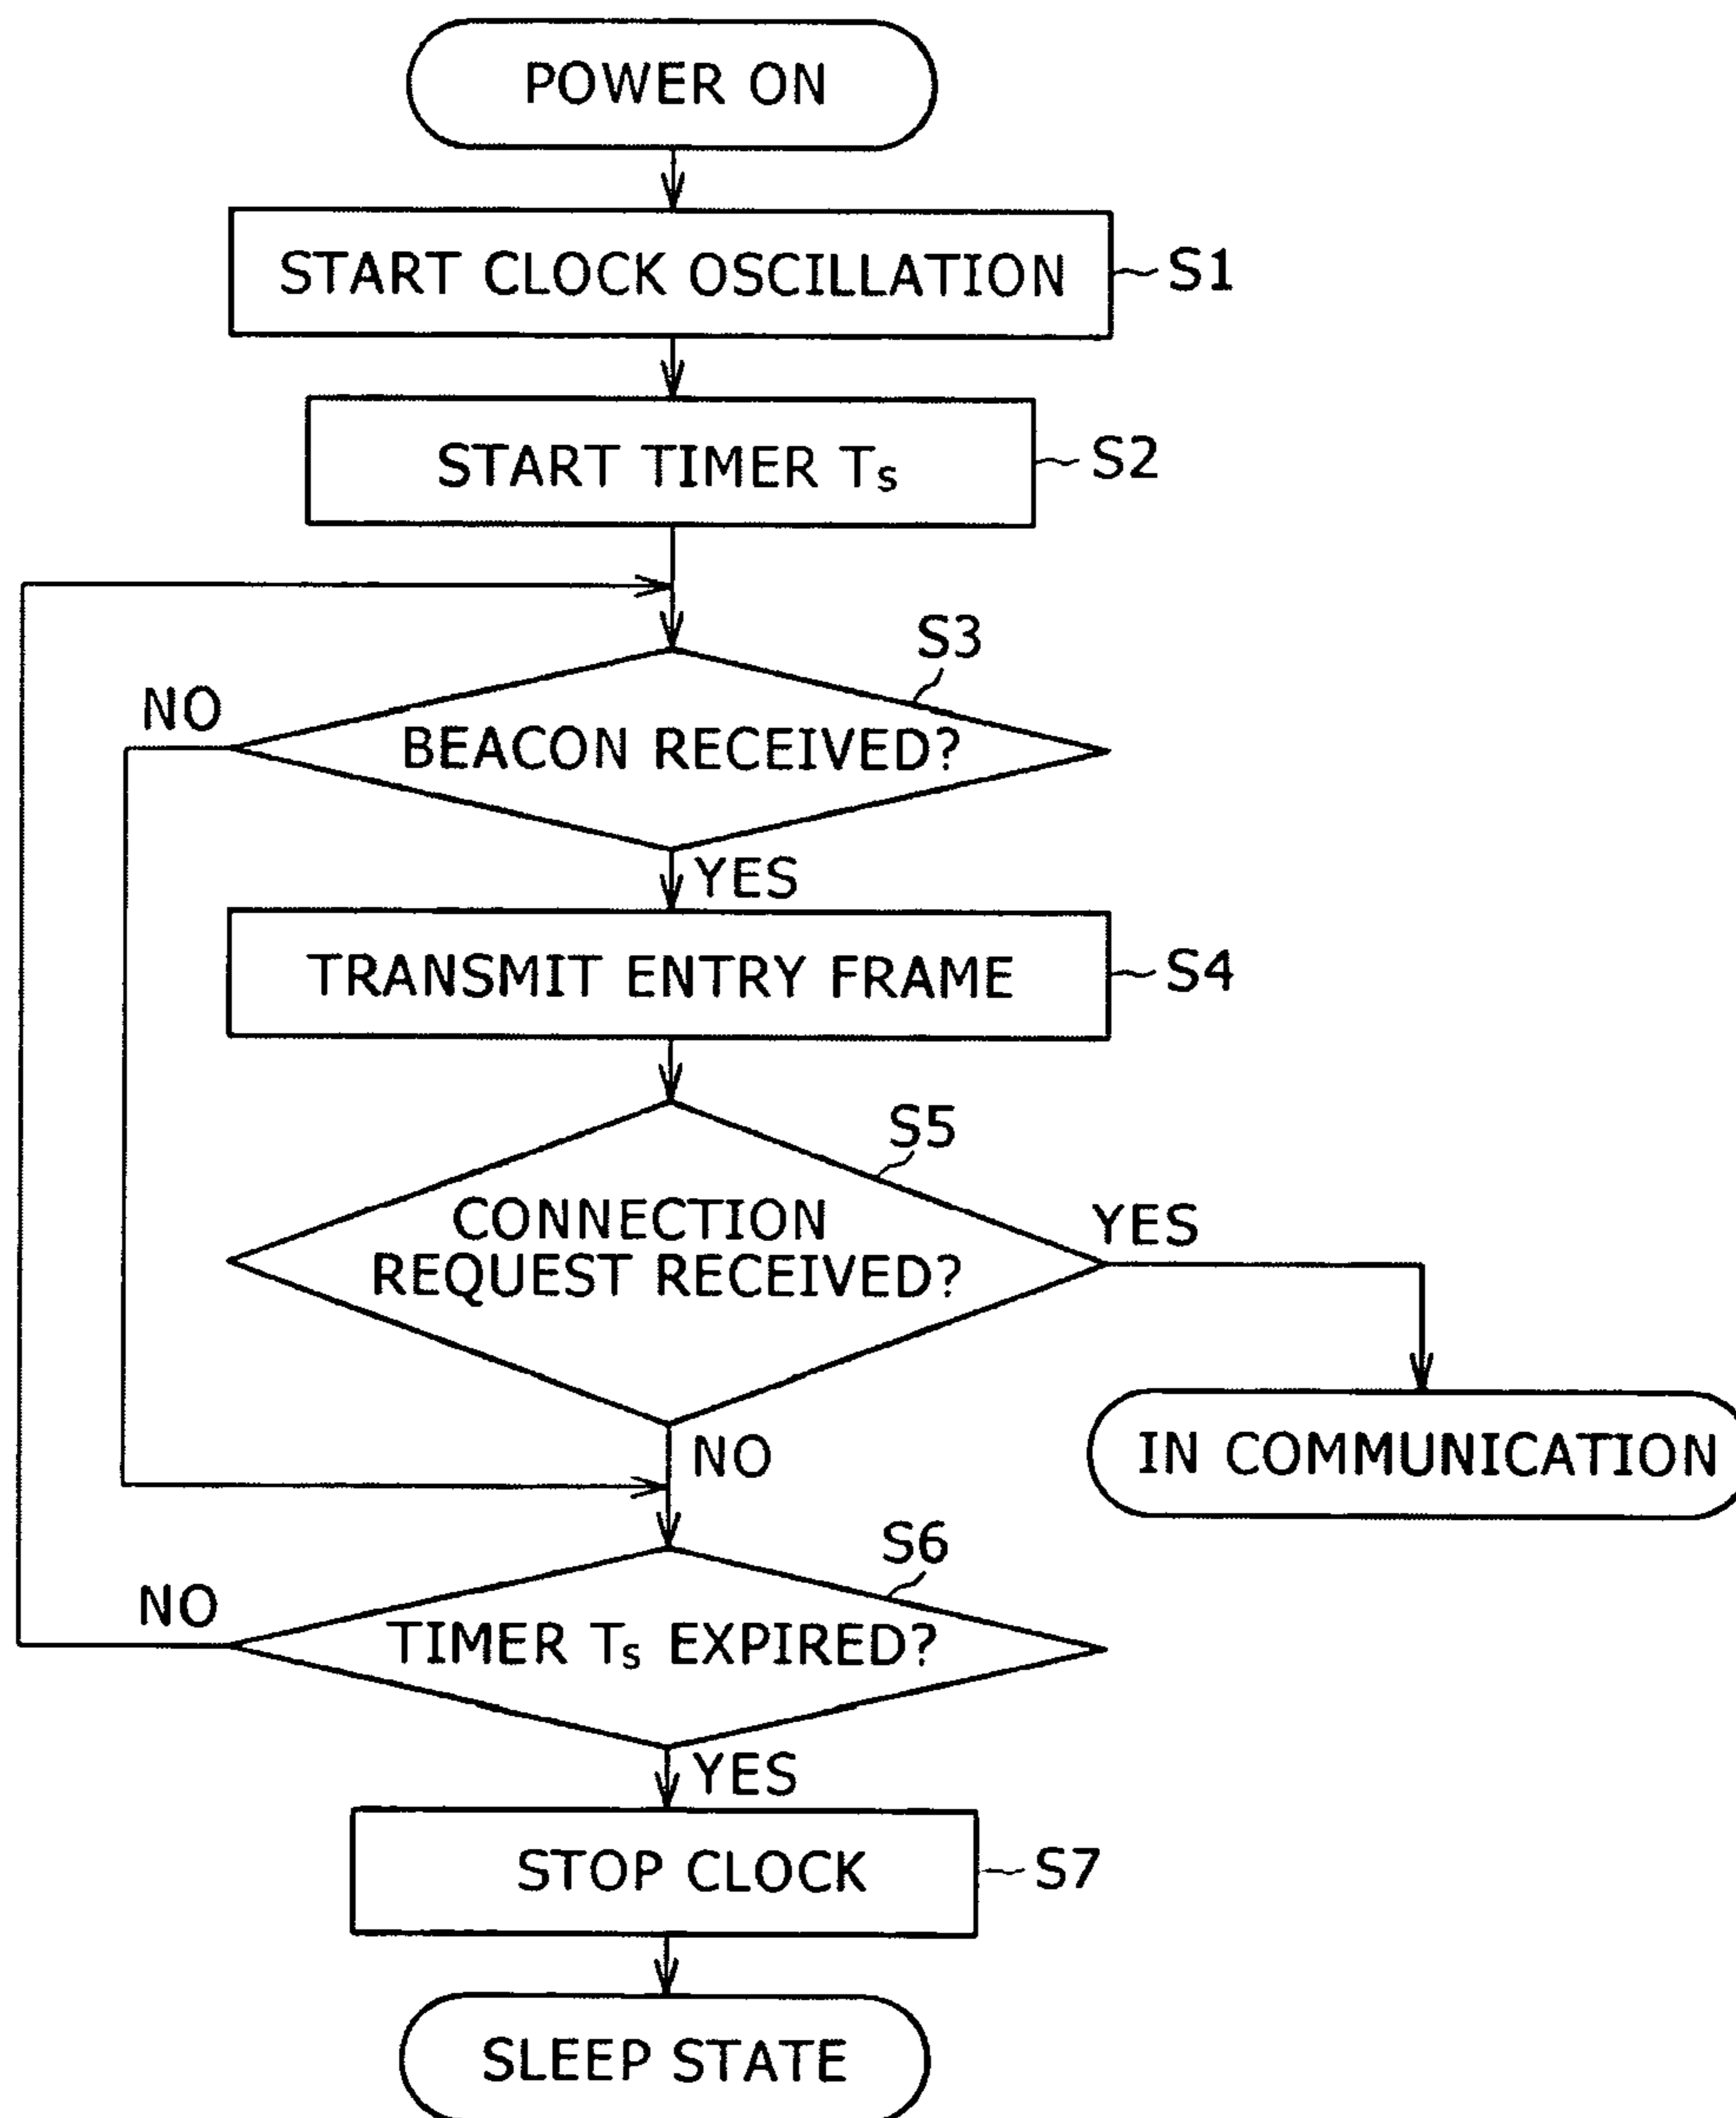 POWER ON
START CLOCK OSCILLATION
S1
START TIMER Ts
S2
S3
NO
BEACON RECEIVED?
YES
TRANSMIT ENTRY FRAME
S4
S5
CONNECTION
REQUEST RECEIVED?
YES
NO
IN COMMUNICATION
S6
NO
TIMER Ts EXPIRED?
YES
STOP CLOCK
S7
SLEEP STATE